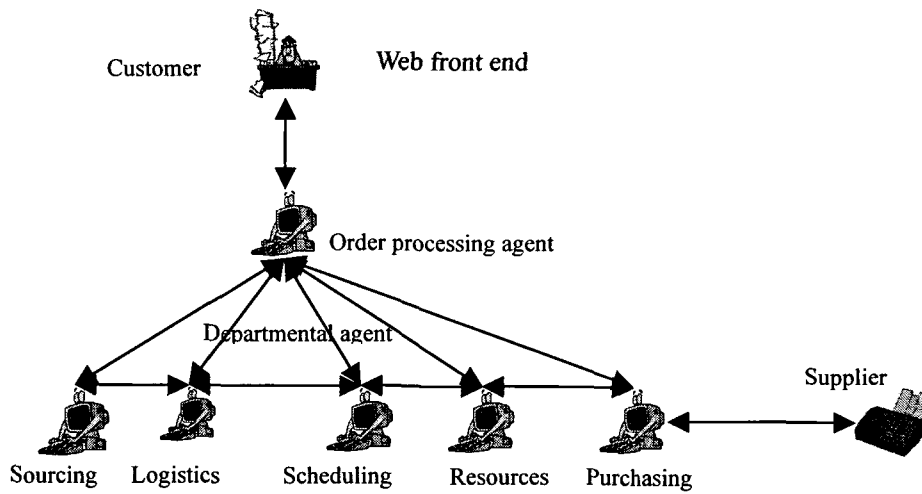 Customer
Web front end
Order processing agent
Departmental agent
Supplier
Sourcing
Logistics
Scheduling
Resources
Purchasing